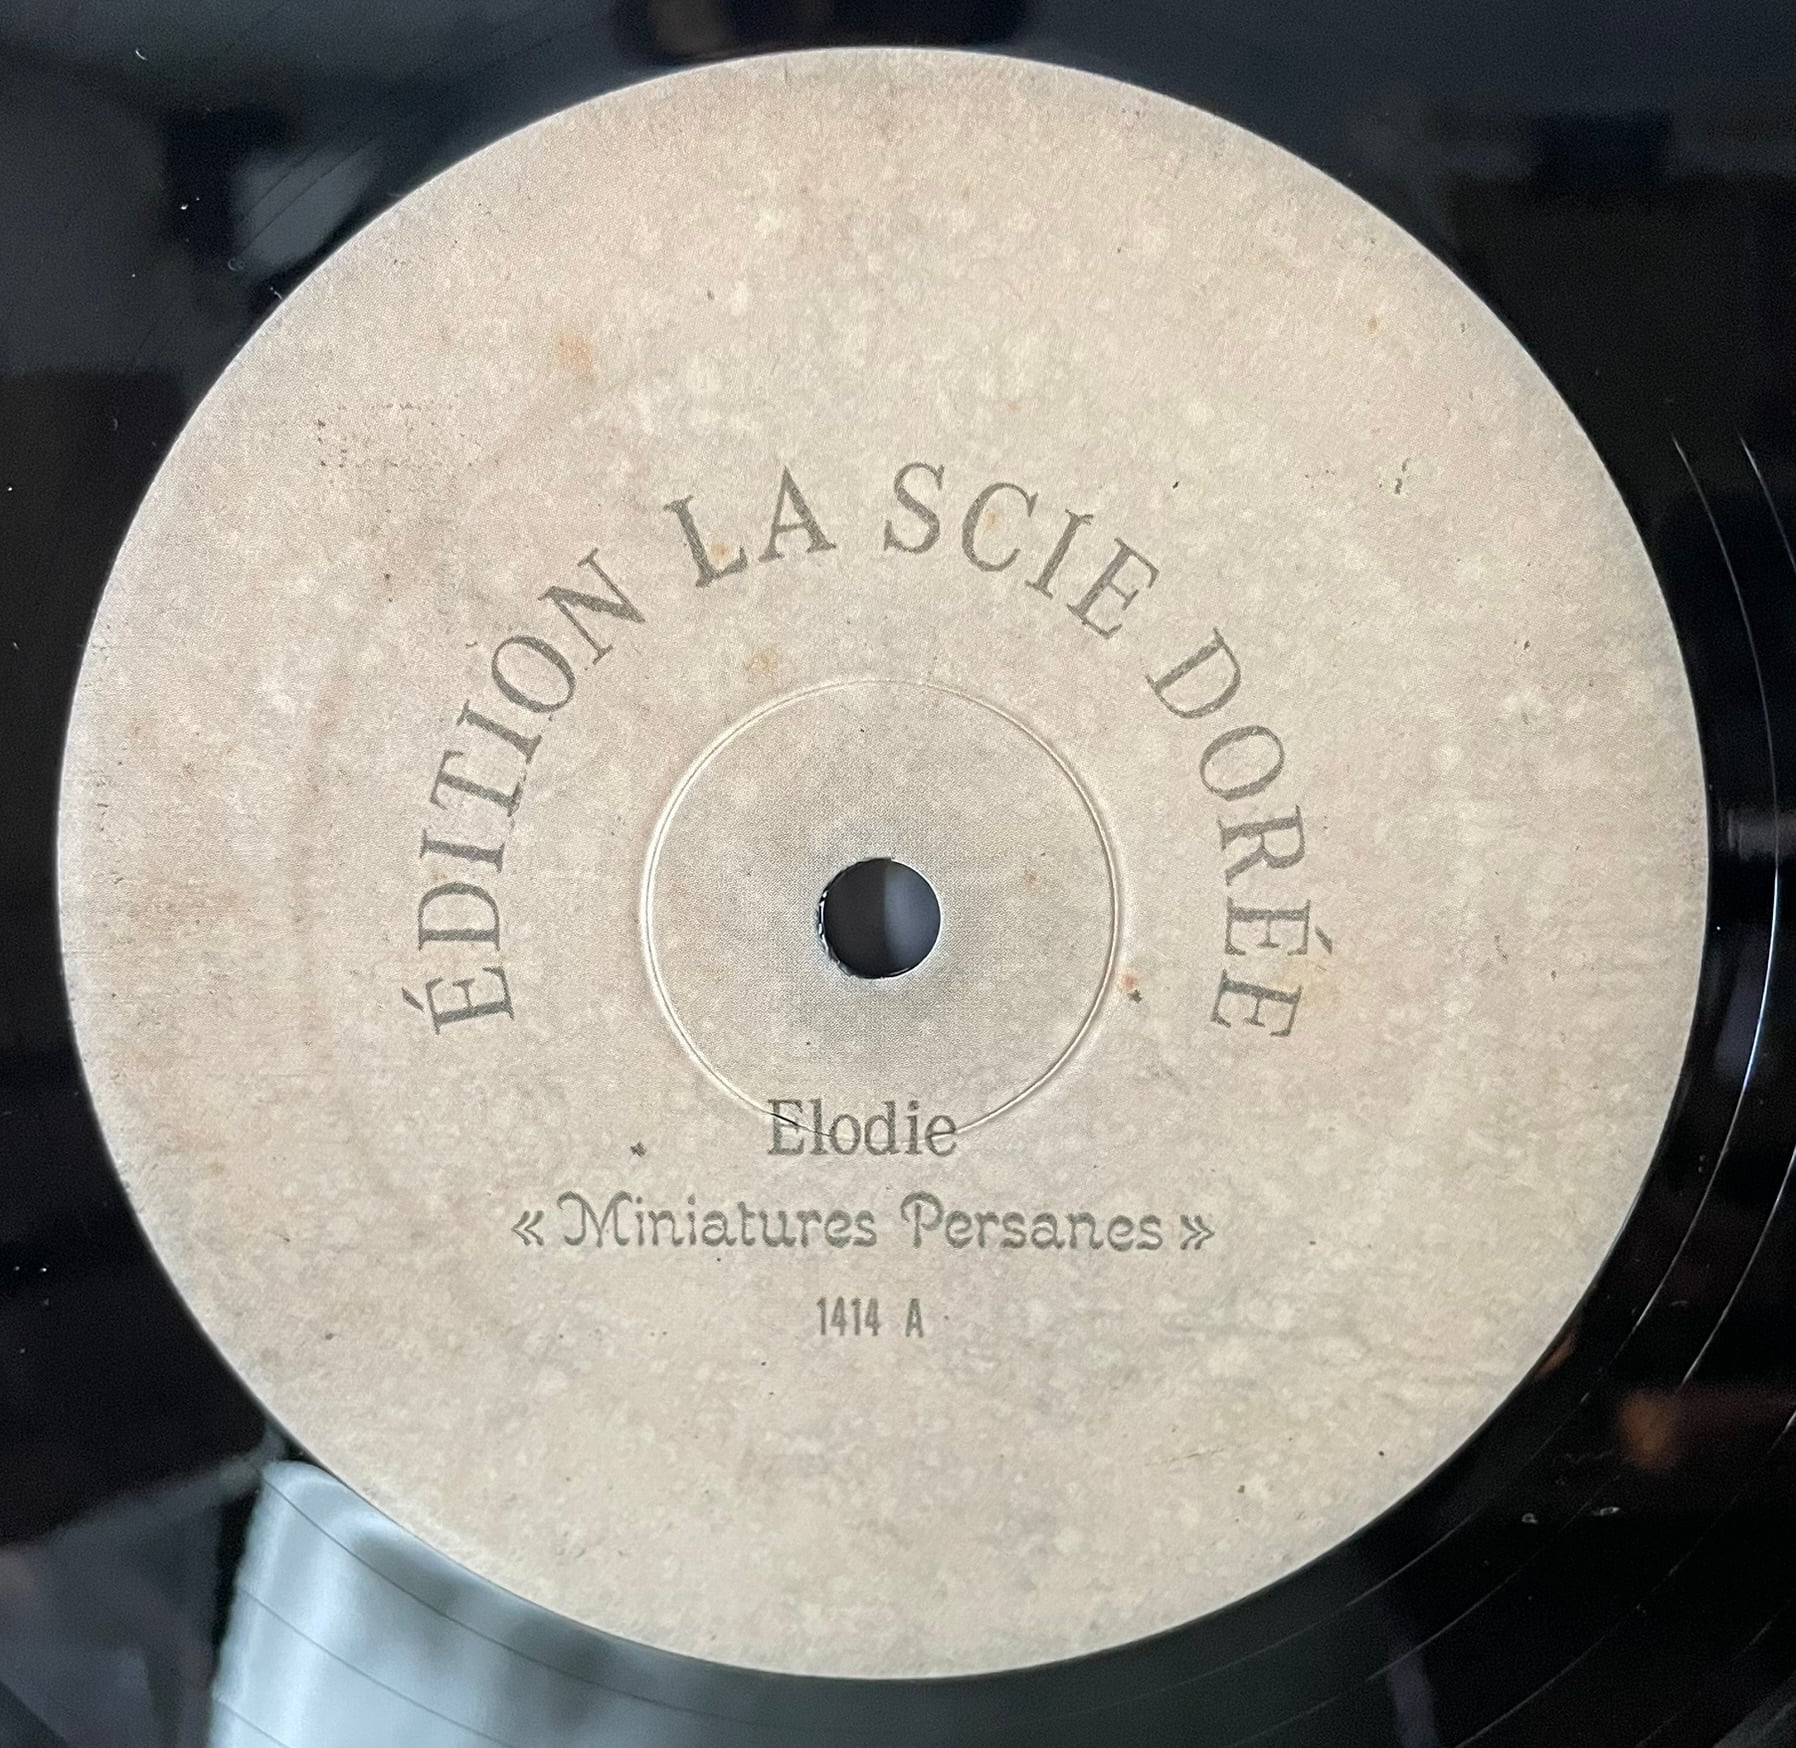 ÉDITION LA SCIE DORÉE
Elodie
« Miniatures Persanes »
1414 A